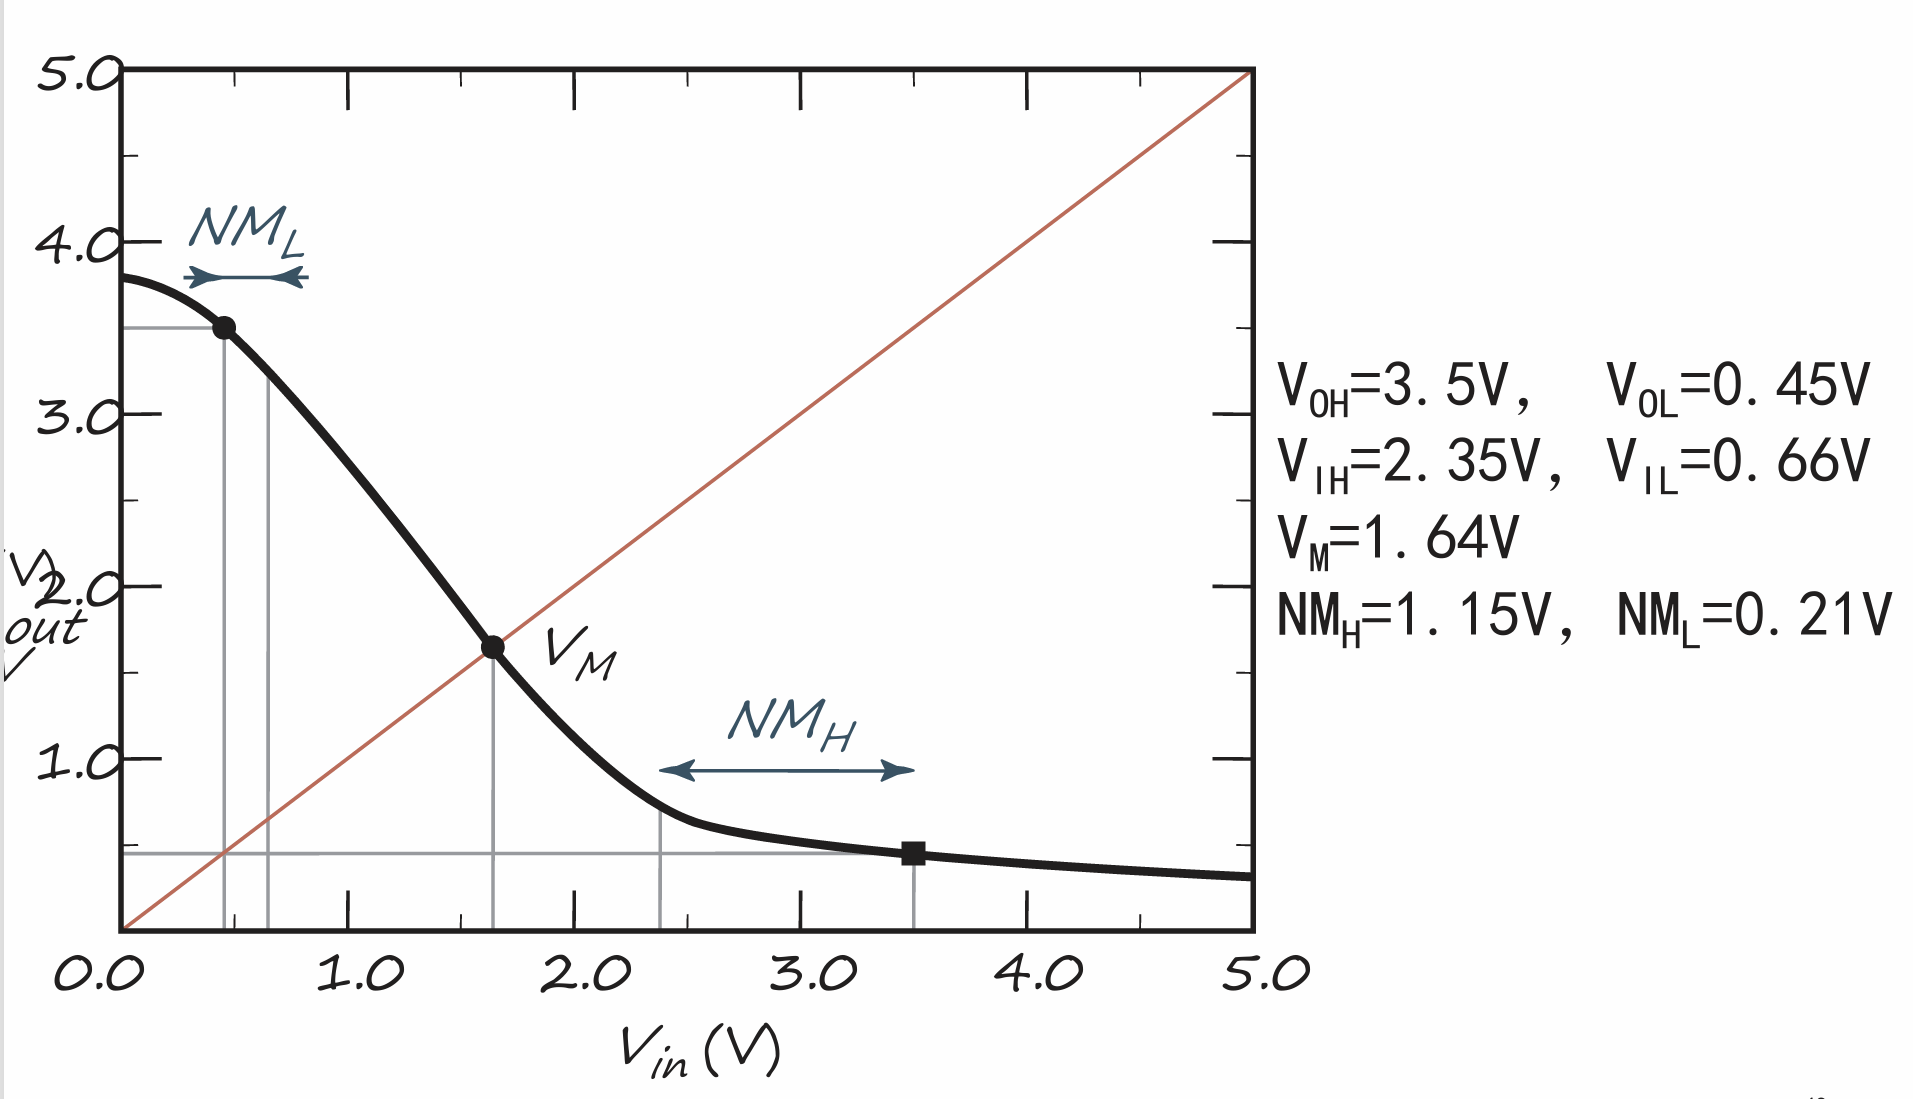 5.0
4.0
NM_L
3.0
2.0
V_out (V)
V_M
1.0
NM_H
0.0 1.0 2.0 3.0 4.0 5.0
V_in (V)
V_OH=3.5V, V_OL=0.45V
V_IH=2.35V, V_IL=0.66V
V_M=1.64V
NM_H=1.15V, NM_L=0.21V